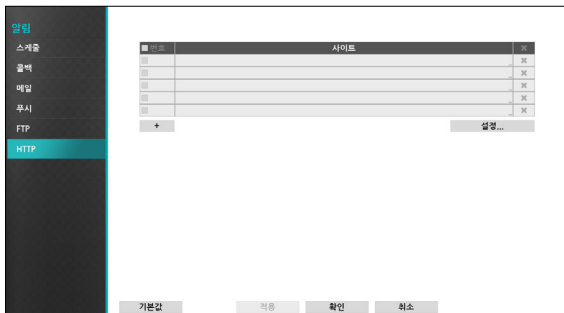 알림
스케줄
콜백
메일
푸시
FTP
HTTP
번호 사이트
+ 설정...
기본값 적용 확인 취소